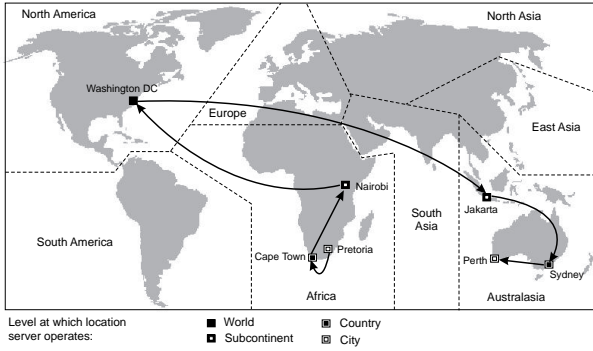 North America
North Asia
Washington DC
Europe
East Asia
Nairobi
Jakarta
South America
South
Asia
Cape Town
Pretoria
Perth
Sydney
Africa
Australasia
Level at which location
server operates:
World
Subcontinent
Country
City